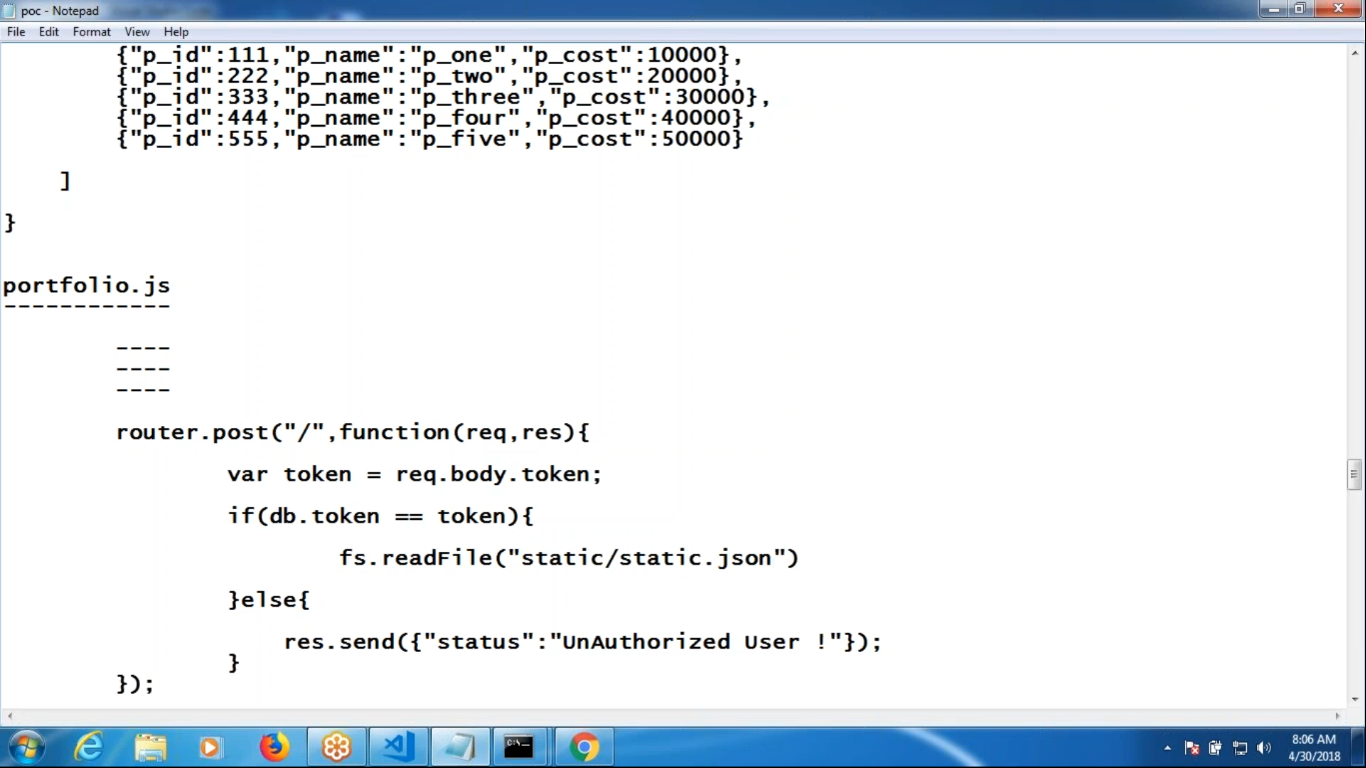 poc - Notepad
File Edit Format View Help
{"p_id":111,"p_name":"p_one","p_cost":10000},
{"p_id":222,"p_name":"p_two","p_cost":20000},
{"p_id":333,"p_name":"p_three","p_cost":30000},
{"p_id":444,"p_name":"p_four","p_cost":40000},
{"p_id":555,"p_name":"p_five","p_cost":50000}
]
}
portfolio.js
------------
----
----
----
router.post("/",function(req,res){
var token = req.body.token;
if(db.token == token){
fs.readFile("static/static.json")
}else{
res.send({"status":"UnAuthorized User !"});
}
});
8:06 AM
4/30/2018